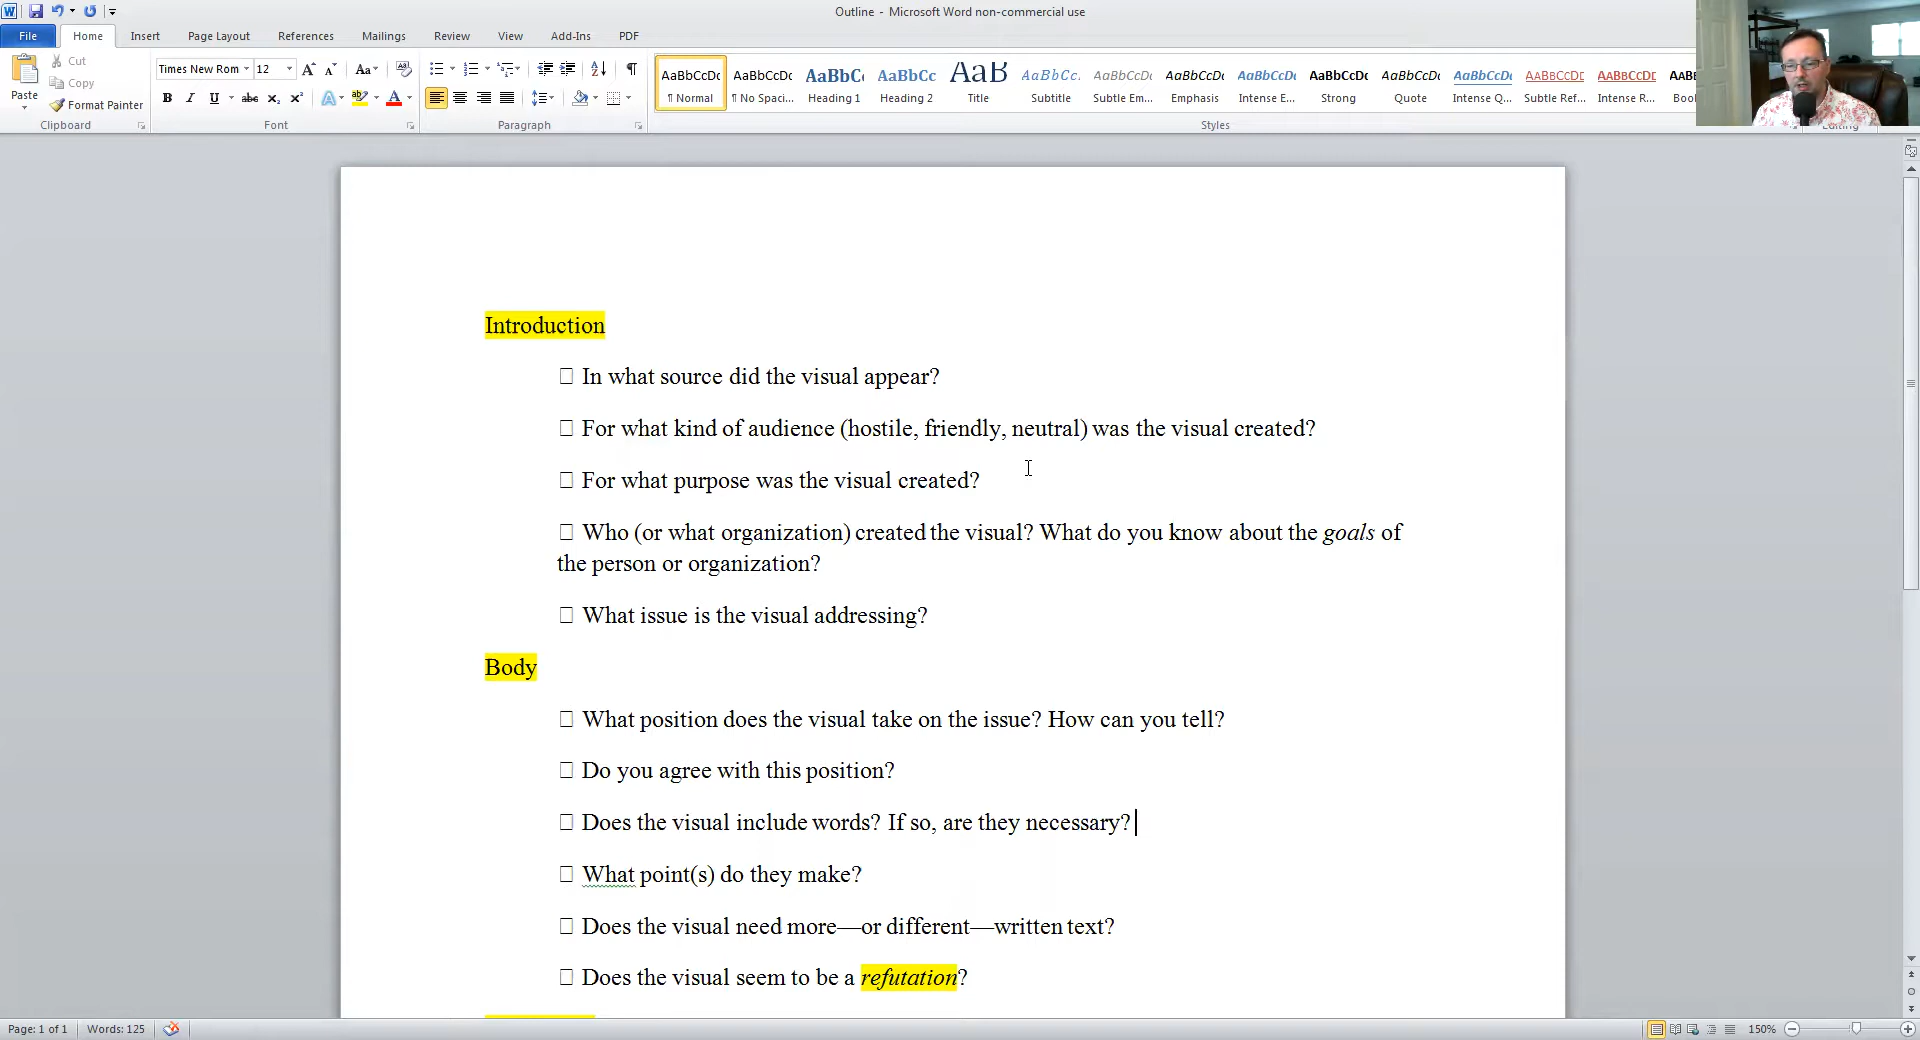 Outline - Microsoft Word non-commercial use
File Home Insert Page Layout References Mailings Review View Add-Ins PDF
Paste
Cut
Copy
Format Painter
Clipboard
Times New Rom 12
Font
Paragraph
AaBbCcDc AaBbCcDc AaBbCc AaBbCc AaB AaBbCc. AaBbCcDc AaBbCcDc AaBbCcDc AaBbCcDc AaBbCcDc AaBbCcDc AABBCCDD AABBCCDD AABB
¶ Normal ¶ No Spaci... Heading 1 Heading 2 Title Subtitle Subtle Em... Emphasis Intense E... Strong Quote Intense Q... Subtle Ref... Intense R... Boo
Styles
Editing
Introduction
□ In what source did the visual appear?
□ For what kind of audience (hostile, friendly, neutral) was the visual created?
□ For what purpose was the visual created?
□ Who (or what organization) created the visual? What do you know about the goals of
the person or organization?
□ What issue is the visual addressing?
Body
□ What position does the visual take on the issue? How can you tell?
□ Do you agree with this position?
□ Does the visual include words? If so, are they necessary?
□ What point(s) do they make?
□ Does the visual need more—or different—written text?
□ Does the visual seem to be a refutation?
Page: 1 of 1 Words: 125 150%